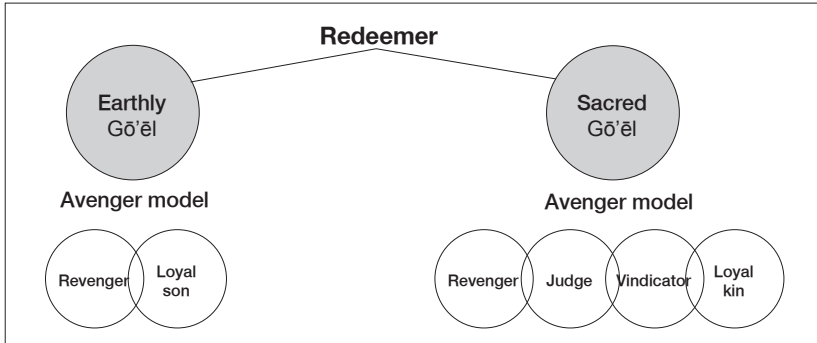 Redeemer
Earthly
Gō’ēl
Sacred
Gō’ēl
Avenger model
Avenger model
Revenger
Loyal
son
Revenger
Judge
Vindicator
Loyal
kin